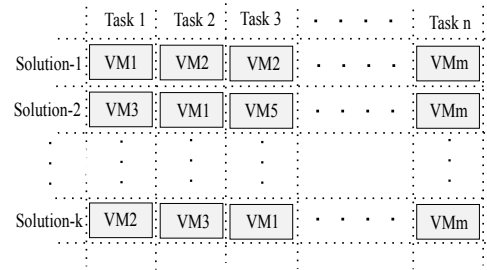 Task 1 Task 2 Task 3 . . . . Task n
Solution-1 VM1 VM2 VM2 . . . . VMm
Solution-2 VM3 VM1 VM5 . . . . VMm
. . . . .
. . . . .
. . . . .
Solution-k VM2 VM3 VM1 . . . . VMm